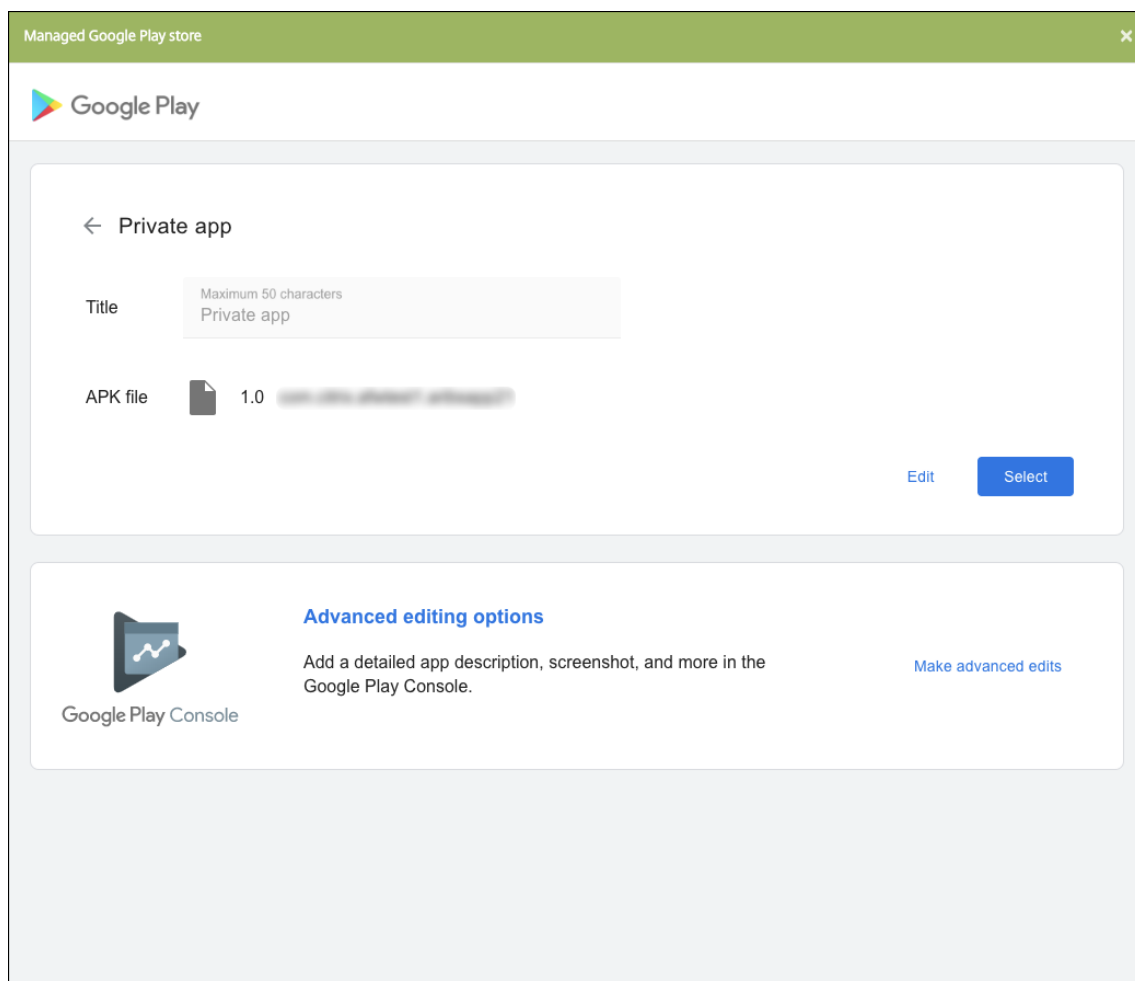 Managed Google Play store
Google Play
Private app
Title
Maximum 50 characters
Private app
APK file 1.0
Edit Select
Advanced editing options
Add a detailed app description, screenshot, and more in the
Google Play Console.
Make advanced edits
Google Play Console